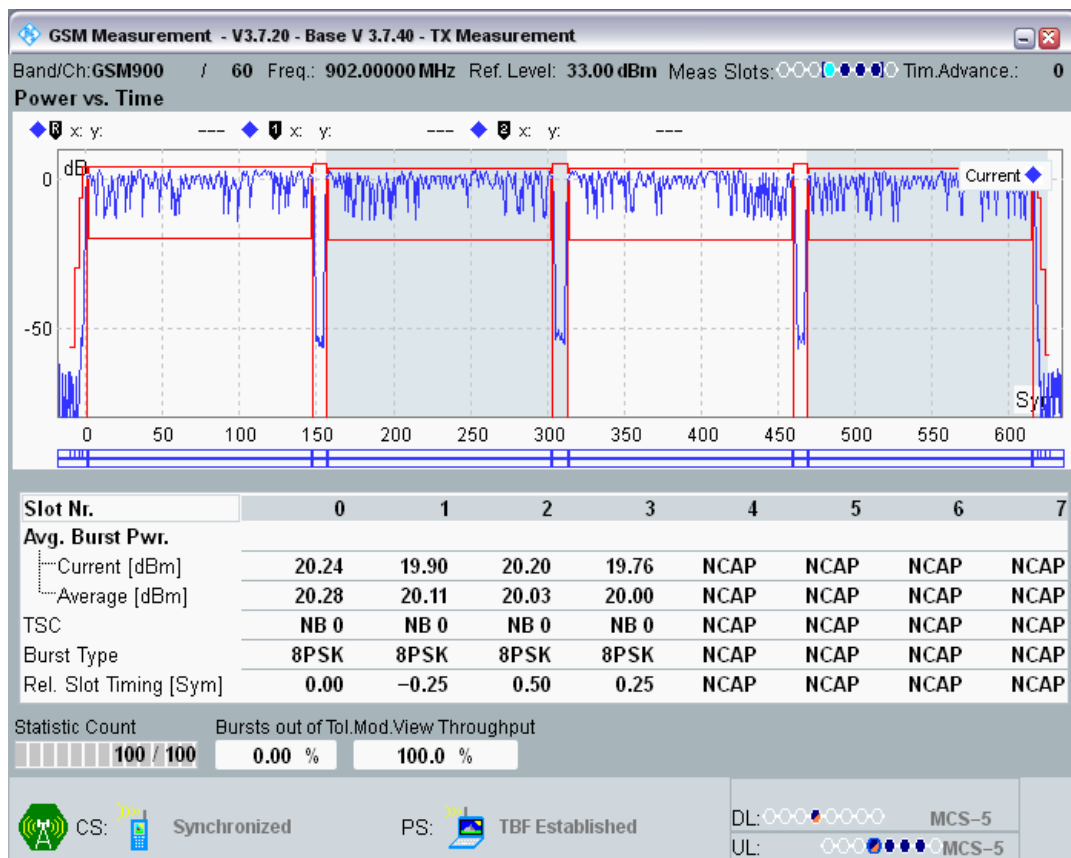 GSM Measurement - V3.7.20 - Base V 3.7.40 - TX Measurement
Band/Ch:GSM900 / 60 Freq.: 902.00000 MHz Ref. Level: 33.00 dBm Meas Slots: Tim.Advance.: 0
Power vs. Time
R x: y: --- 1 x: y: --- 2 x: y: ---
dB
Current
0
-50
Sy
0 50 100 150 200 250 300 350 400 450 500 550 600
Slot Nr. 0 1 2 3 4 5 6 7
Avg. Burst Pwr.
Current [dBm] 20.24 19.90 20.20 19.76 NCAP NCAP NCAP NCAP
Average [dBm] 20.28 20.11 20.03 20.00 NCAP NCAP NCAP NCAP
TSC NB 0 NB 0 NB 0 NB 0 NCAP NCAP NCAP NCAP
Burst Type 8PSK 8PSK 8PSK 8PSK NCAP NCAP NCAP NCAP
Rel. Slot Timing [Sym] 0.00 −0.25 0.50 0.25 NCAP NCAP NCAP NCAP
Statistic Count Bursts out of Tol.Mod.View Throughput
100 / 100 0.00 % 100.0 %
CS: Synchronized PS: TBF Established
DL: MCS−5
UL: MCS−5